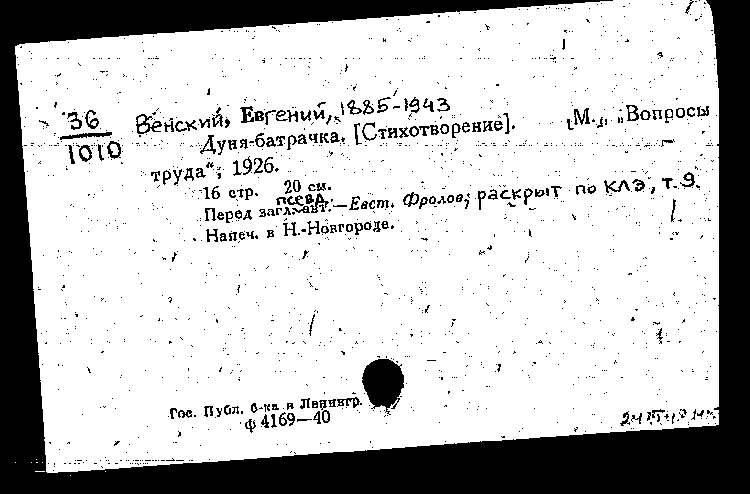 36
1010
Венский, Евгений, 1885-1943
Дуня-батрачка. [Стихотворение]. [М.], „Вопросы
труда“, 1926.
16 стр. 20 см.
Перед загл. авт. псевд.—Евст. Фролов; раскрыт по КЛЭ, т. 9.
Напеч. в Н.-Новгороде.
Гос. Публ. б-ка в Ленингр.
ф 4169—40